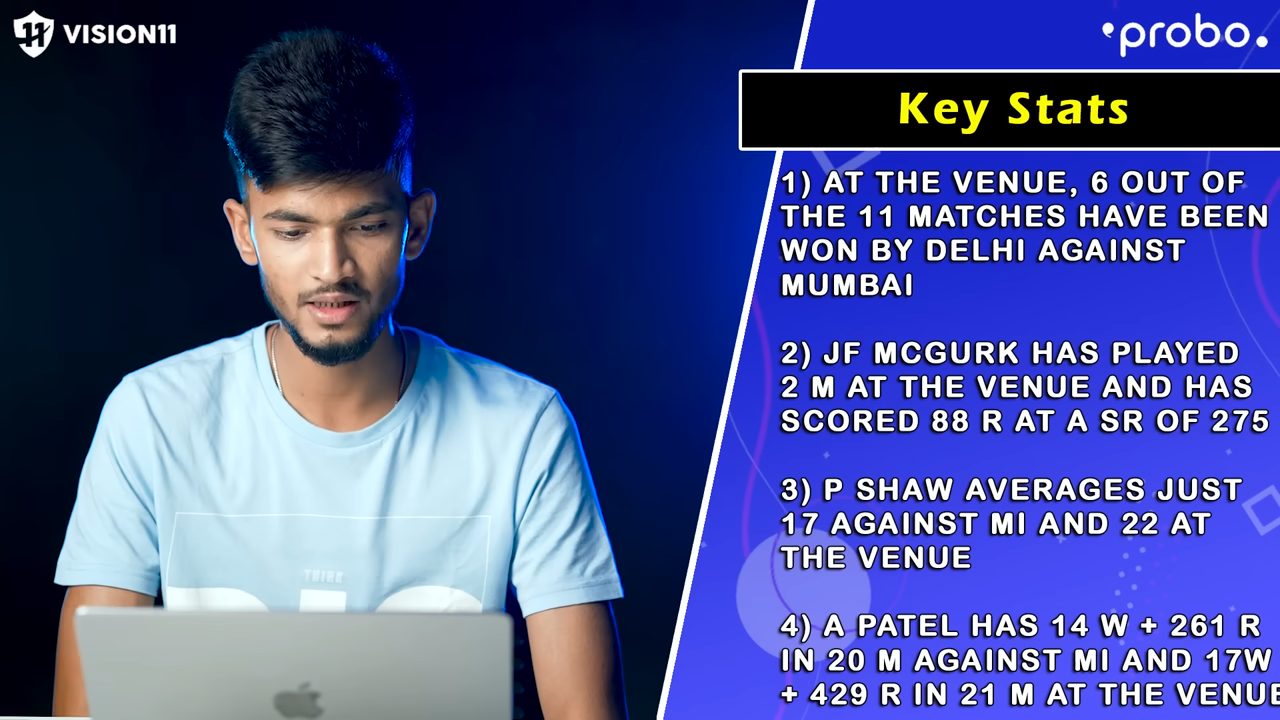 VISION11
probo.
Key Stats
1) AT THE VENUE, 6 OUT OF
THE 11 MATCHES HAVE BEEN
WON BY DELHI AGAINST
MUMBAI
2) JF MCGURK HAS PLAYED
2 M AT THE VENUE AND HAS
SCORED 88 R AT A SR OF 275
3) P SHAW AVERAGES JUST
17 AGAINST MI AND 22 AT
THE VENUE
4) A PATEL HAS 14 W + 261 R
IN 20 M AGAINST MI AND 17W
+ 429 R IN 21 M AT THE VENUE